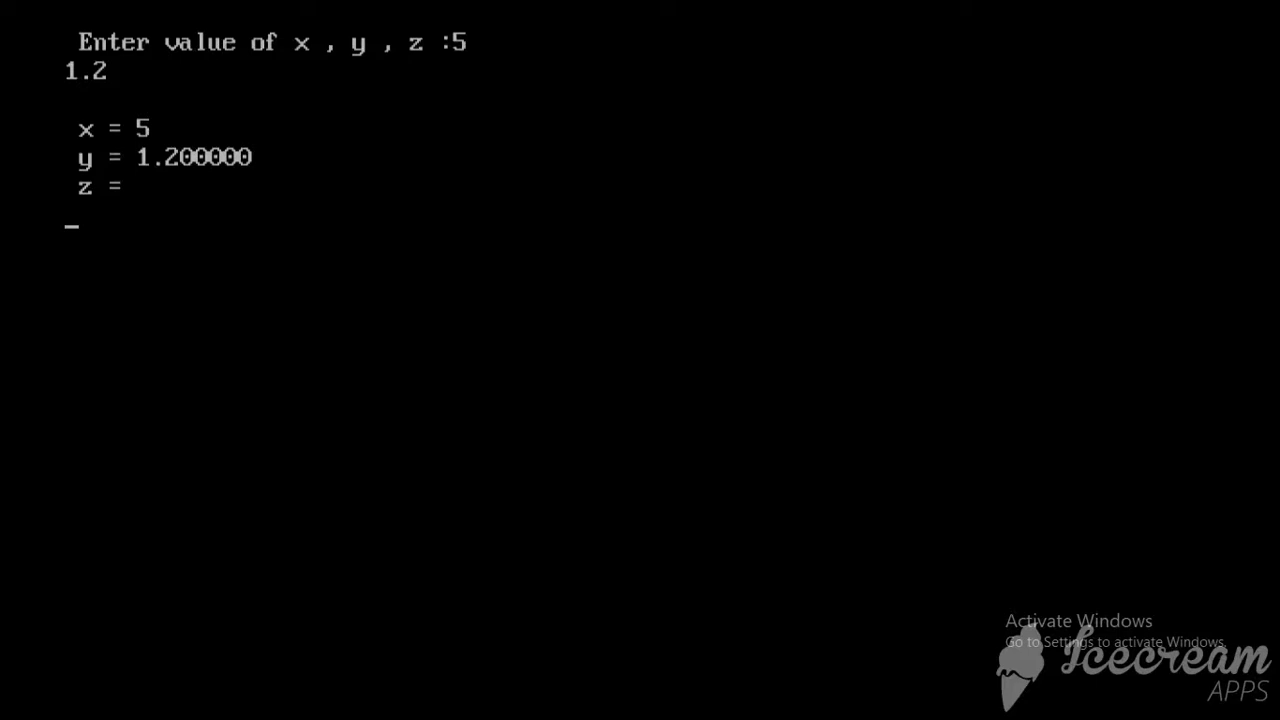 Enter value of x , y , z :5
1.2
x = 5
y = 1.200000
z =
Activate Windows
Go to Settings to activate Windows.
Icecream
APPS